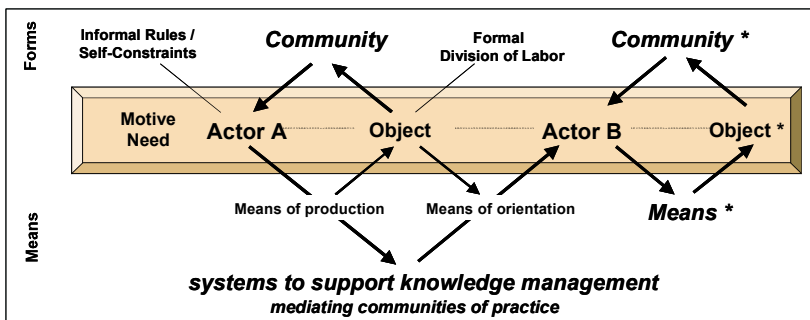 Forms
Informal Rules /
Self-Constraints
Community
Formal
Division of Labor
Community *
Motive
Need
Actor A
Object
Actor B
Object *
Means
Means of production
Means of orientation
Means *
systems to support knowledge management
mediating communities of practice